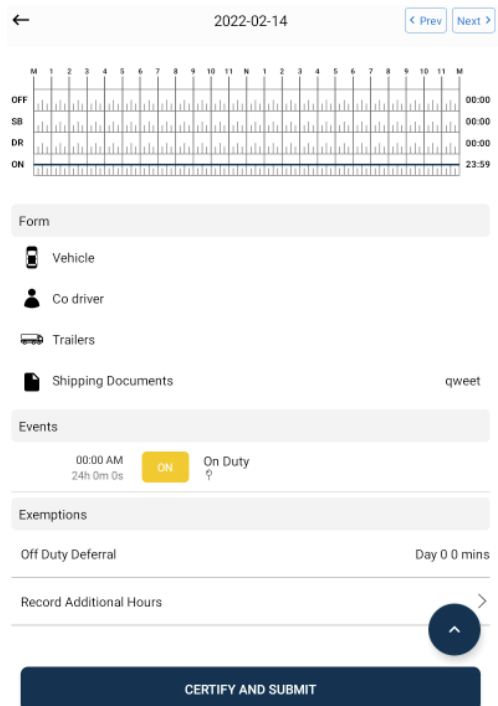 2022-02-14
Prev Next
M 1 2 3 4 5 6 7 8 9 10 11 N 1 2 3 4 5 6 7 8 9 10 11 M
OFF 00:00
SB 00:00
DR 00:00
ON 23:59
Form
Vehicle
Co driver
Trailers
Shipping Documents qweet
Events
00:00 AM ON On Duty
24h 0m 0s
Exemptions
Off Duty Deferral Day 0 0 mins
Record Additional Hours
CERTIFY AND SUBMIT